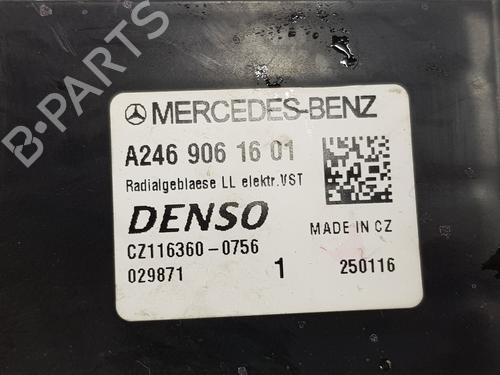 MERCEDES-BENZ
A246 906 16 01
Radialgeblaese LL elektr.VST
DENSO
MADE IN CZ
CZ116360-0756
029871 1 250116
B-PARTS